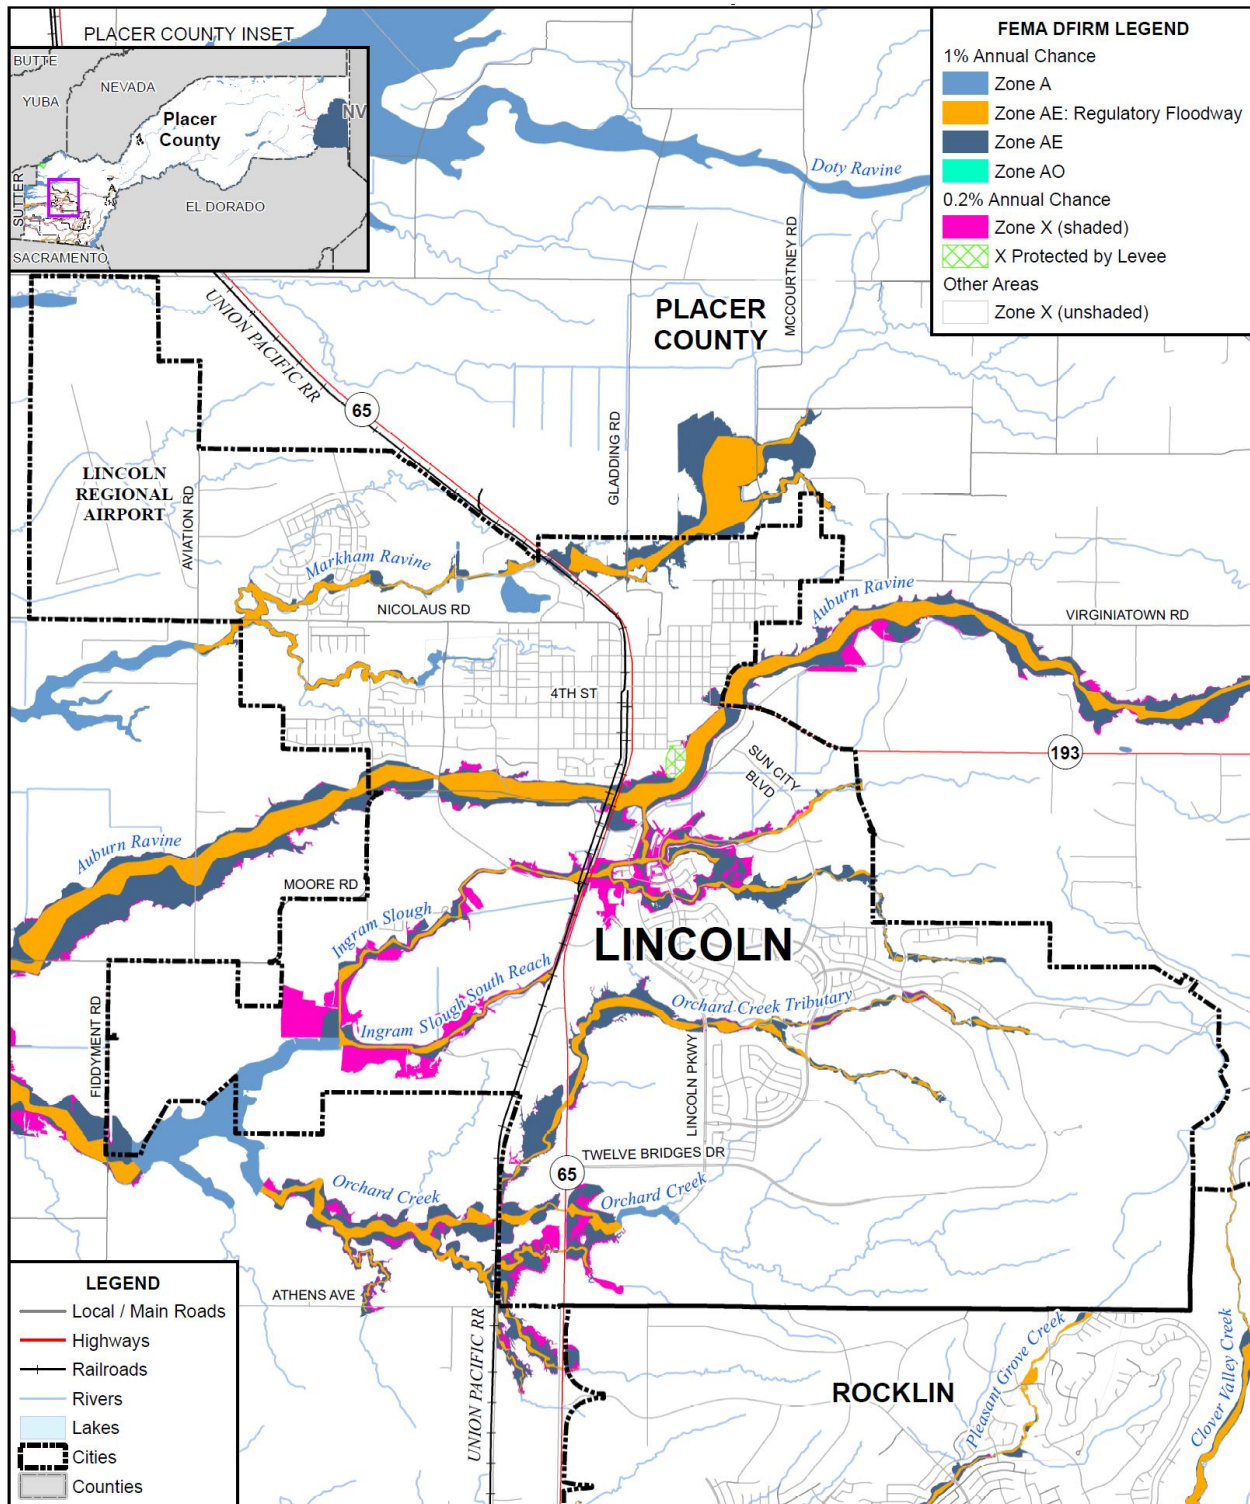 PLACER COUNTY INSET
BUTTE
NEVADA
YUBA
NV
Placer
County
SUTTER
EL DORADO
SACRAMENTO
FEMA DFIRM LEGEND
1% Annual Chance
Zone A
Zone AE: Regulatory Floodway
Zone AE
Zone AO
0.2% Annual Chance
Zone X (shaded)
X Protected by Levee
Other Areas
Zone X (unshaded)
Doty Ravine
MCCOURTNEY RD
UNION PACIFIC RR
PLACER
COUNTY
65
GLADDING RD
LINCOLN
REGIONAL
AIRPORT
AVIATION RD
Markham Ravine
NICOLAUS RD
Auburn Ravine
VIRGINIATOWN RD
4TH ST
193
SUN CITY
BLVD
Auburn Ravine
MOORE RD
Ingram Slough
LINCOLN
Ingram Slough South Reach
Orchard Creek Tributary
FIDDYMENT RD
LINCOLN PKWY
TWELVE BRIDGES DR
65
Orchard Creek
Orchard Creek
ATHENS AVE
UNION PACIFIC RR
ROCKLIN
Pleasant Grove Creek
Clover Valley Creek
LEGEND
Local / Main Roads
Highways
Railroads
Rivers
Lakes
Cities
Counties